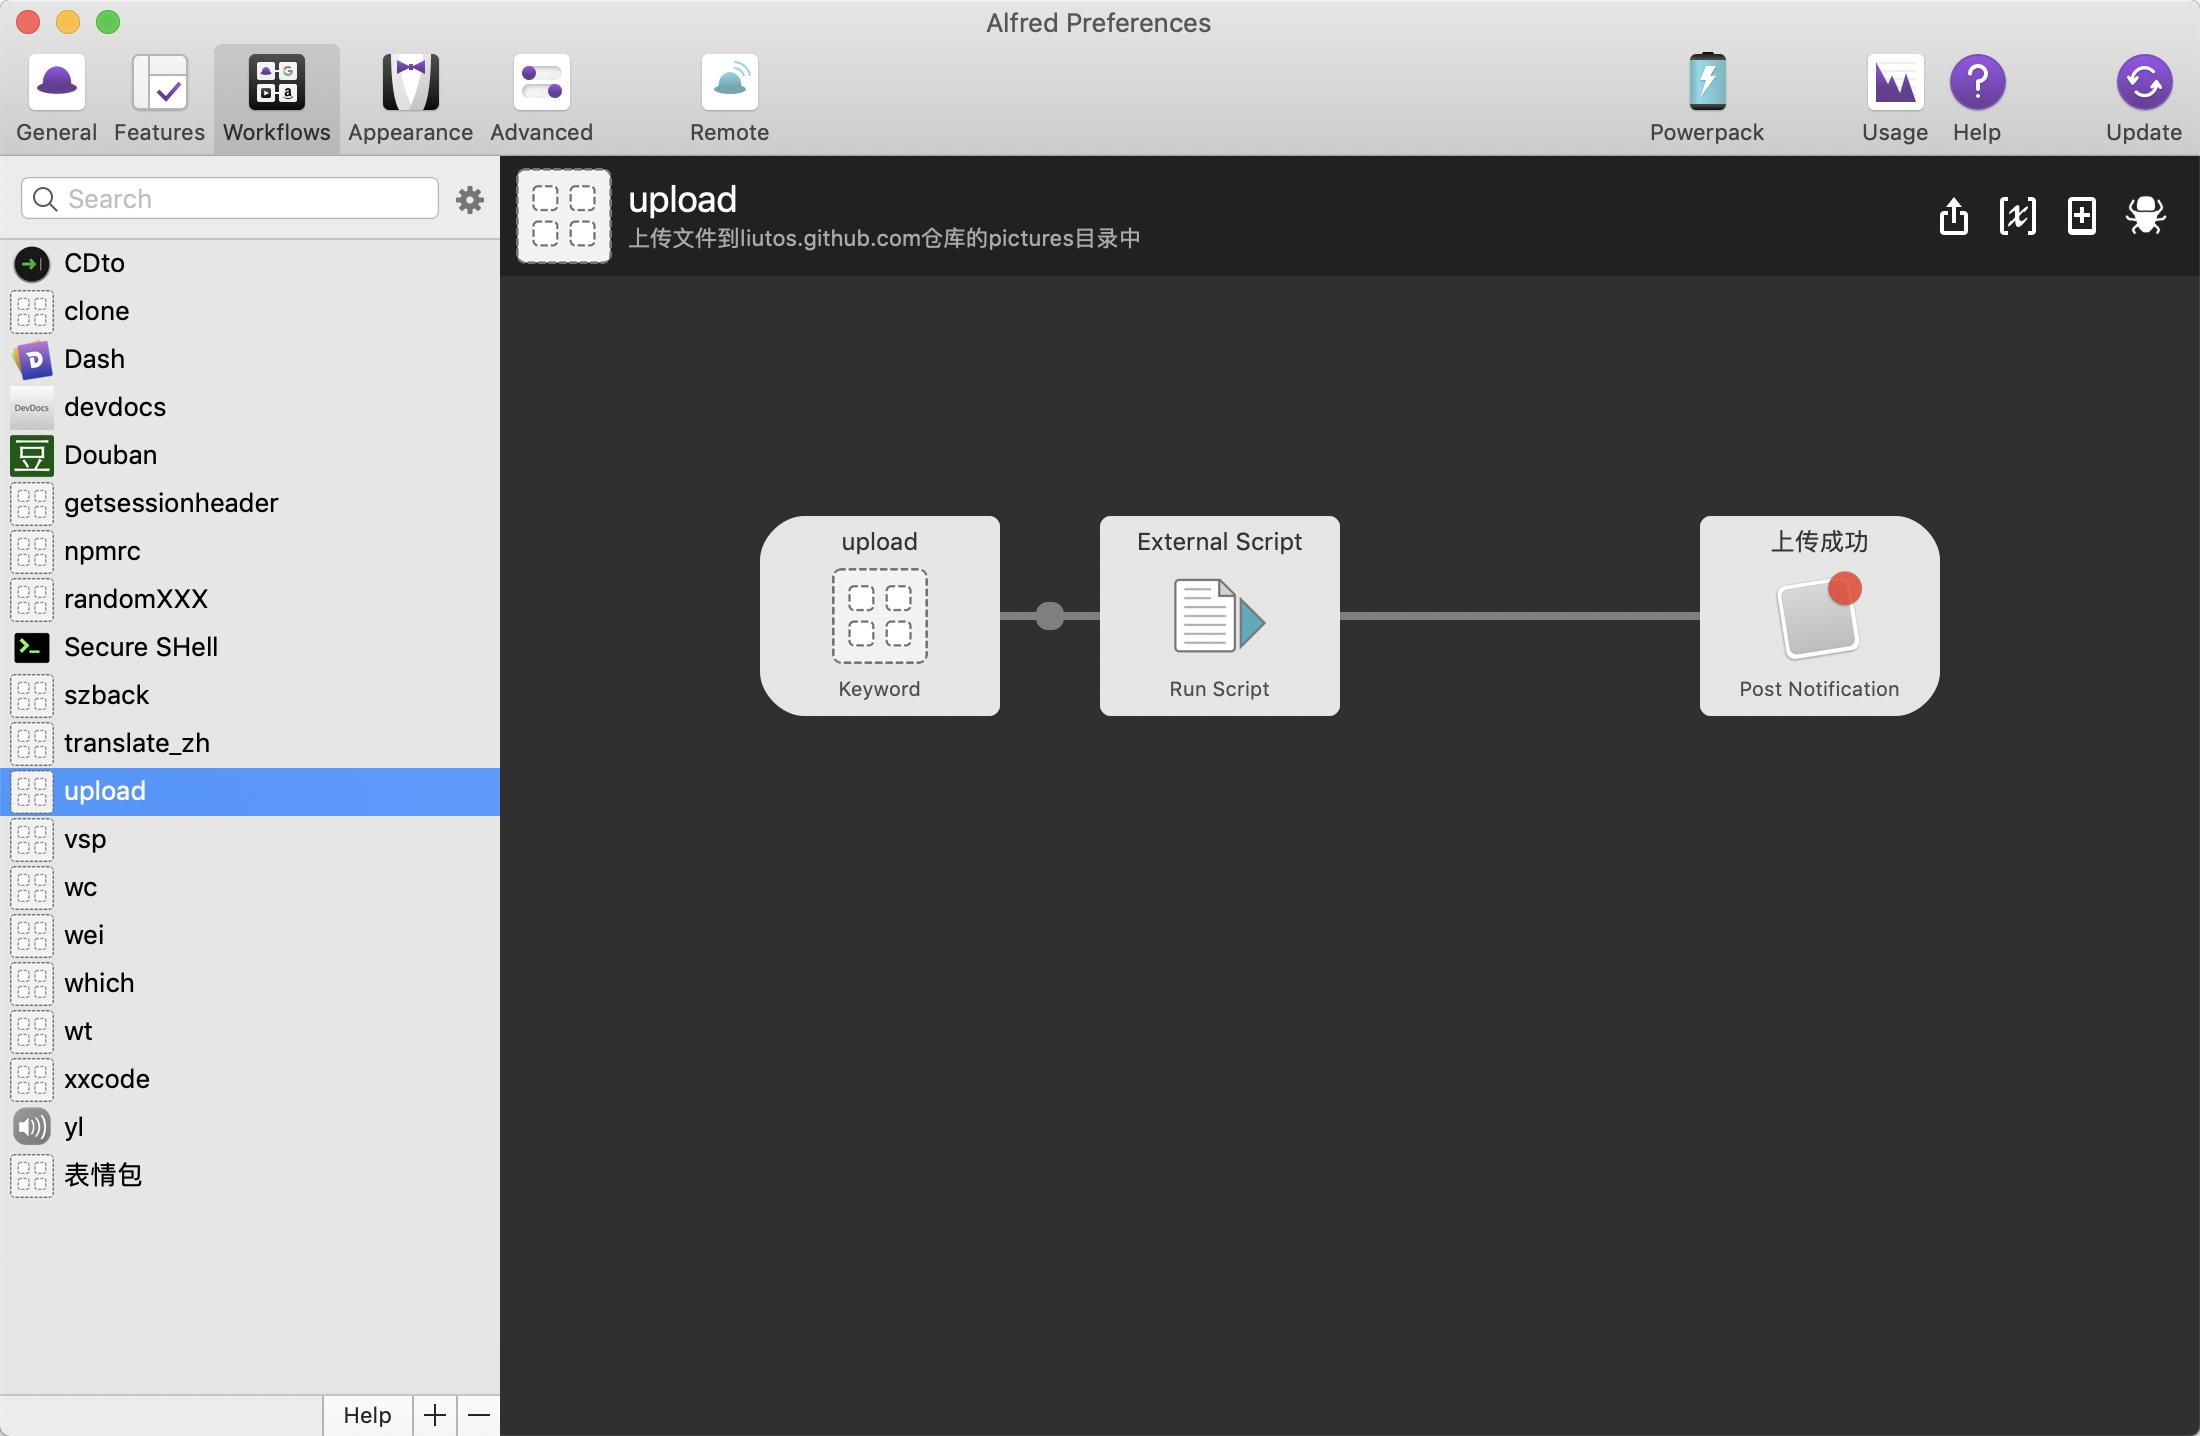 Alfred Preferences
General
Features
Workflows
Appearance
Advanced
Remote
Powerpack
Usage
Help
Update
Search
CDto
clone
Dash
DevDocs
devdocs
豆
Douban
getsessionheader
npmrc
randomXXX
Secure SHell
szback
translate_zh
upload
vsp
wc
wei
which
wt
xxcode
yl
表情包
Help
upload
上传文件到liutos.github.com仓库的pictures目录中
upload
Keyword
External Script
Run Script
上传成功
Post Notification